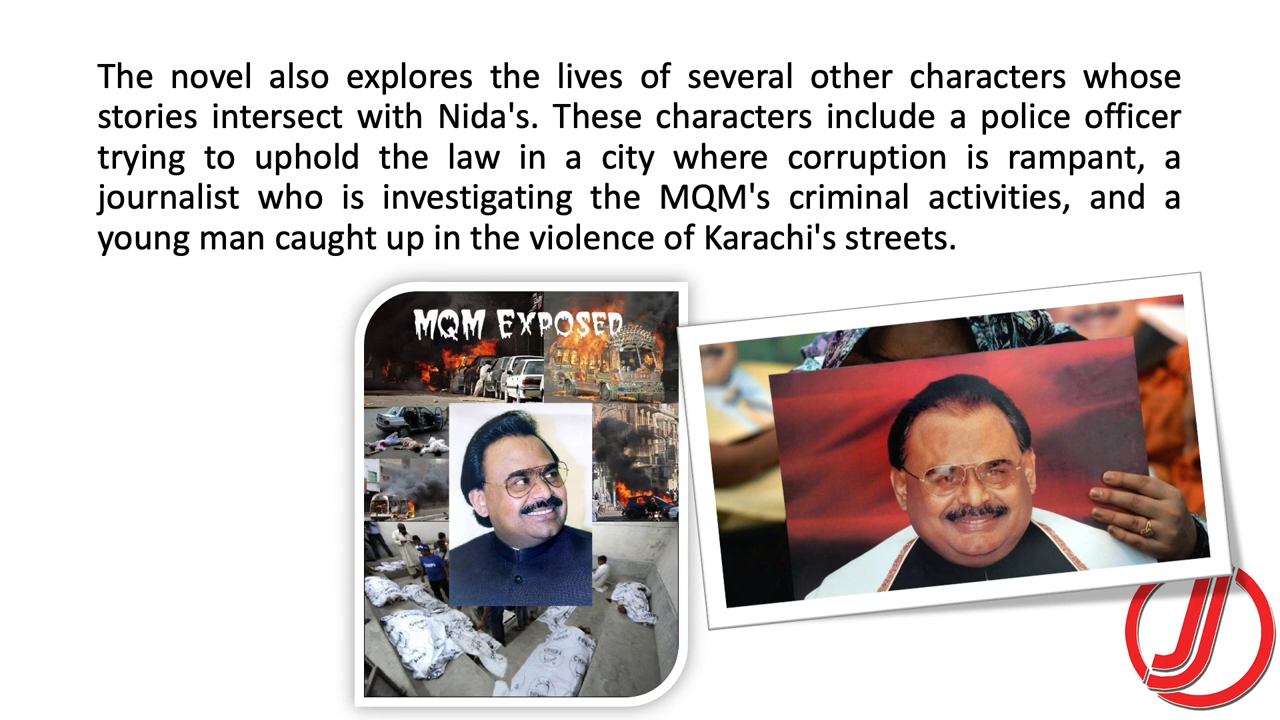 The novel also explores the lives of several other characters whose
stories intersect with Nida's. These characters include a police officer
trying to uphold the law in a city where corruption is rampant, a
journalist who is investigating the MQM's criminal activities, and a
young man caught up in the violence of Karachi's streets.
MQM EXPOSED